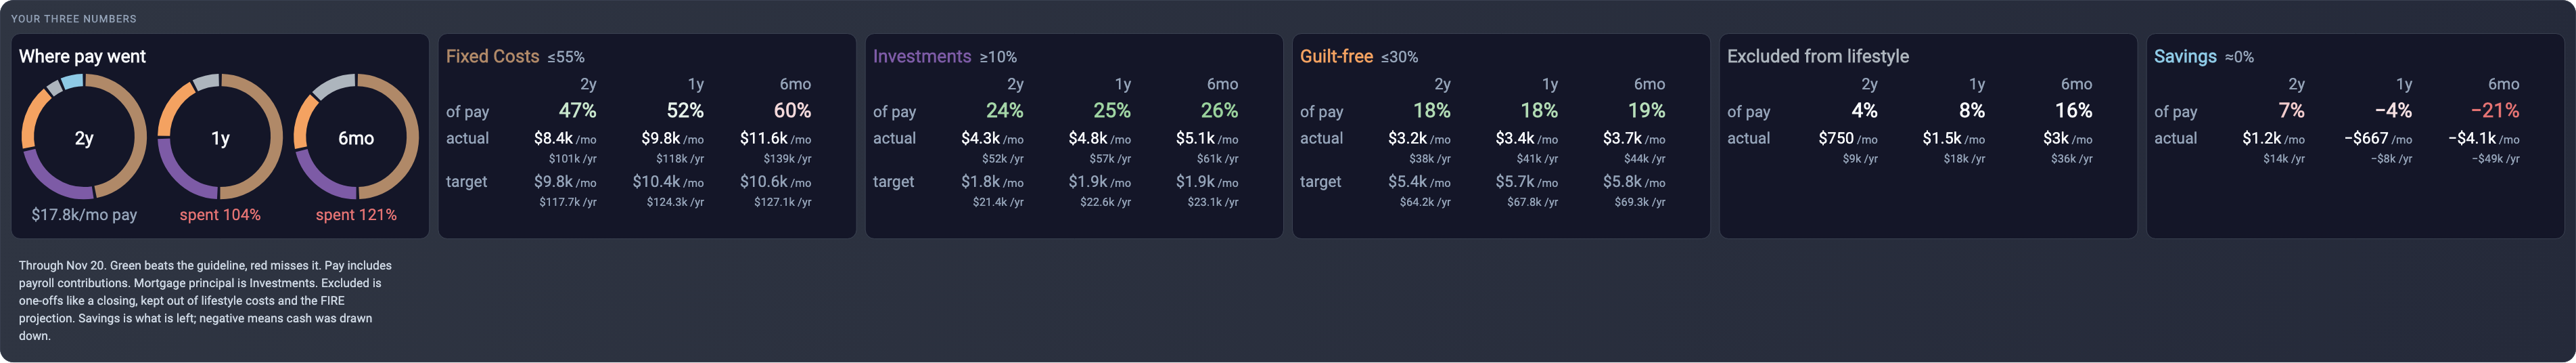 YOUR THREE NUMBERS
Where pay went
2y 1y 6mo
$17.8k/mo pay spent 104% spent 121%
Fixed Costs ≤55%
2y 1y 6mo
of pay 47% 52% 60%
actual $8.4k /mo $9.8k /mo $11.6k /mo
$101k /yr $118k /yr $139k /yr
target $9.8k /mo $10.4k /mo $10.6k /mo
$117.7k /yr $124.3k /yr $127.1k /yr
Investments ≥10%
2y 1y 6mo
of pay 24% 25% 26%
actual $4.3k /mo $4.8k /mo $5.1k /mo
$52k /yr $57k /yr $61k /yr
target $1.8k /mo $1.9k /mo $1.9k /mo
$21.4k /yr $22.6k /yr $23.1k /yr
Guilt-free ≤30%
2y 1y 6mo
of pay 18% 18% 19%
actual $3.2k /mo $3.4k /mo $3.7k /mo
$38k /yr $41k /yr $44k /yr
target $5.4k /mo $5.7k /mo $5.8k /mo
$64.2k /yr $67.8k /yr $69.3k /yr
Excluded from lifestyle
2y 1y 6mo
of pay 4% 8% 16%
actual $750 /mo $1.5k /mo $3k /mo
$9k /yr $18k /yr $36k /yr
Savings ≈0%
2y 1y 6mo
of pay 7% −4% −21%
actual $1.2k /mo −$667 /mo −$4.1k /mo
$14k /yr −$8k /yr −$49k /yr
Through Nov 20. Green beats the guideline, red misses it. Pay includes
payroll contributions. Mortgage principal is Investments. Excluded is
one-offs like a closing, kept out of lifestyle costs and the FIRE
projection. Savings is what is left; negative means cash was drawn
down.